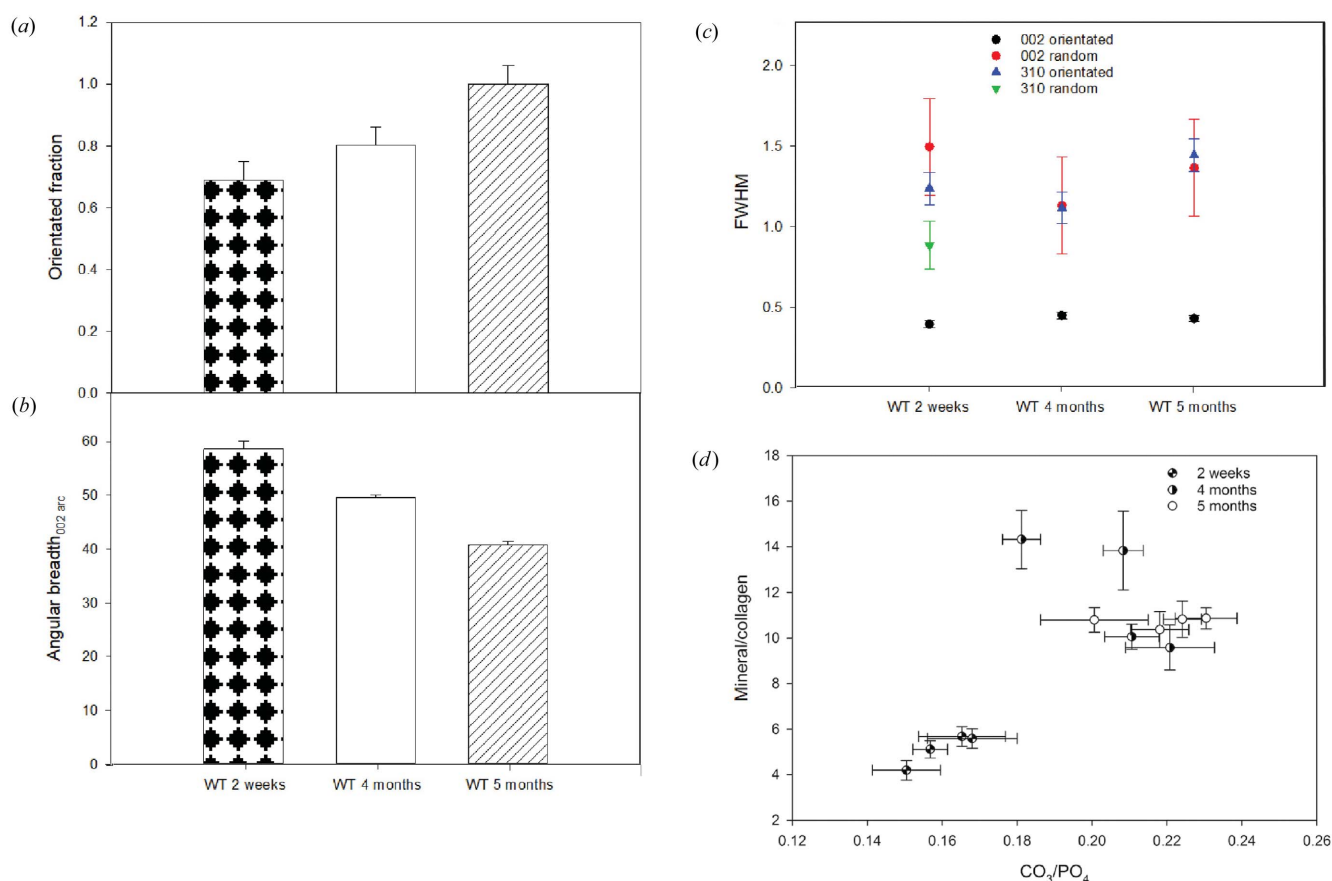 (a)
1.2
1.0
0.8
0.6
0.4
0.2
0.0
Orientated fraction
(b)
60
50
40
30
20
10
0
Angular breadth002 arc
WT 2 weeks WT 4 months WT 5 months
(c)
002 orientated
002 random
310 orientated
310 random
2.0
1.5
1.0
0.5
0.0
FWHM
WT 2 weeks WT 4 months WT 5 months
(d)
2 weeks
4 months
5 months
18
16
14
12
10
8
6
4
2
Mineral/collagen
0.12 0.14 0.16 0.18 0.20 0.22 0.24 0.26
CO3/PO4